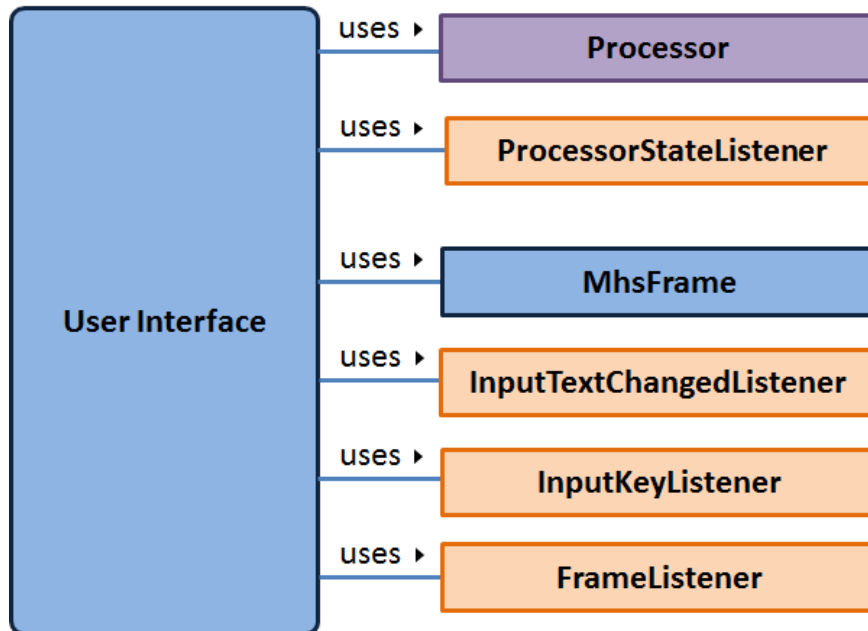 uses ▸
Processor
uses ▸
ProcessorStateListener
uses ▸
MhsFrame
User Interface
uses ▸
InputTextChangedListener
uses ▸
InputKeyListener
uses ▸
FrameListener